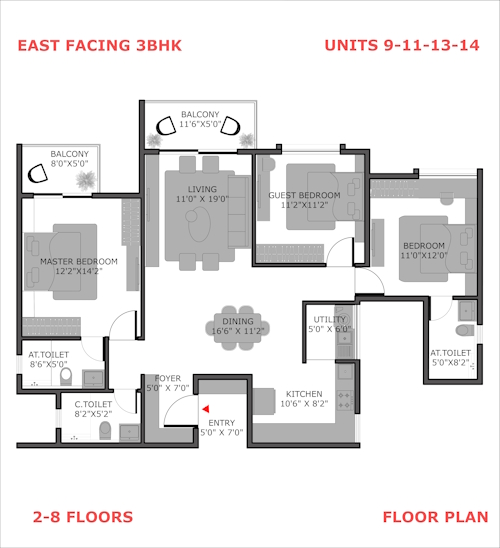 EAST FACING 3BHK
UNITS 9-11-13-14
BALCONY
11'6"X5'0"
BALCONY
8'0"X5'0"
LIVING
11'0" X 19'0"
GUEST BEDROOM
11'2"X11'2"
BEDROOM
11'0"X12'0"
MASTER BEDROOM
12'2"X14'2"
DINING
16'6" X 11'2"
UTILITY
5'0" X 6'0"
AT.TOILET
8'6"X5'0"
AT.TOILET
5'0"X8'2"
FOYER
5'0" X 7'0"
KITCHEN
10'6" X 8'2"
C.TOILET
8'2"X5'2"
ENTRY
5'0" X 7'0"
2-8 FLOORS
FLOOR PLAN